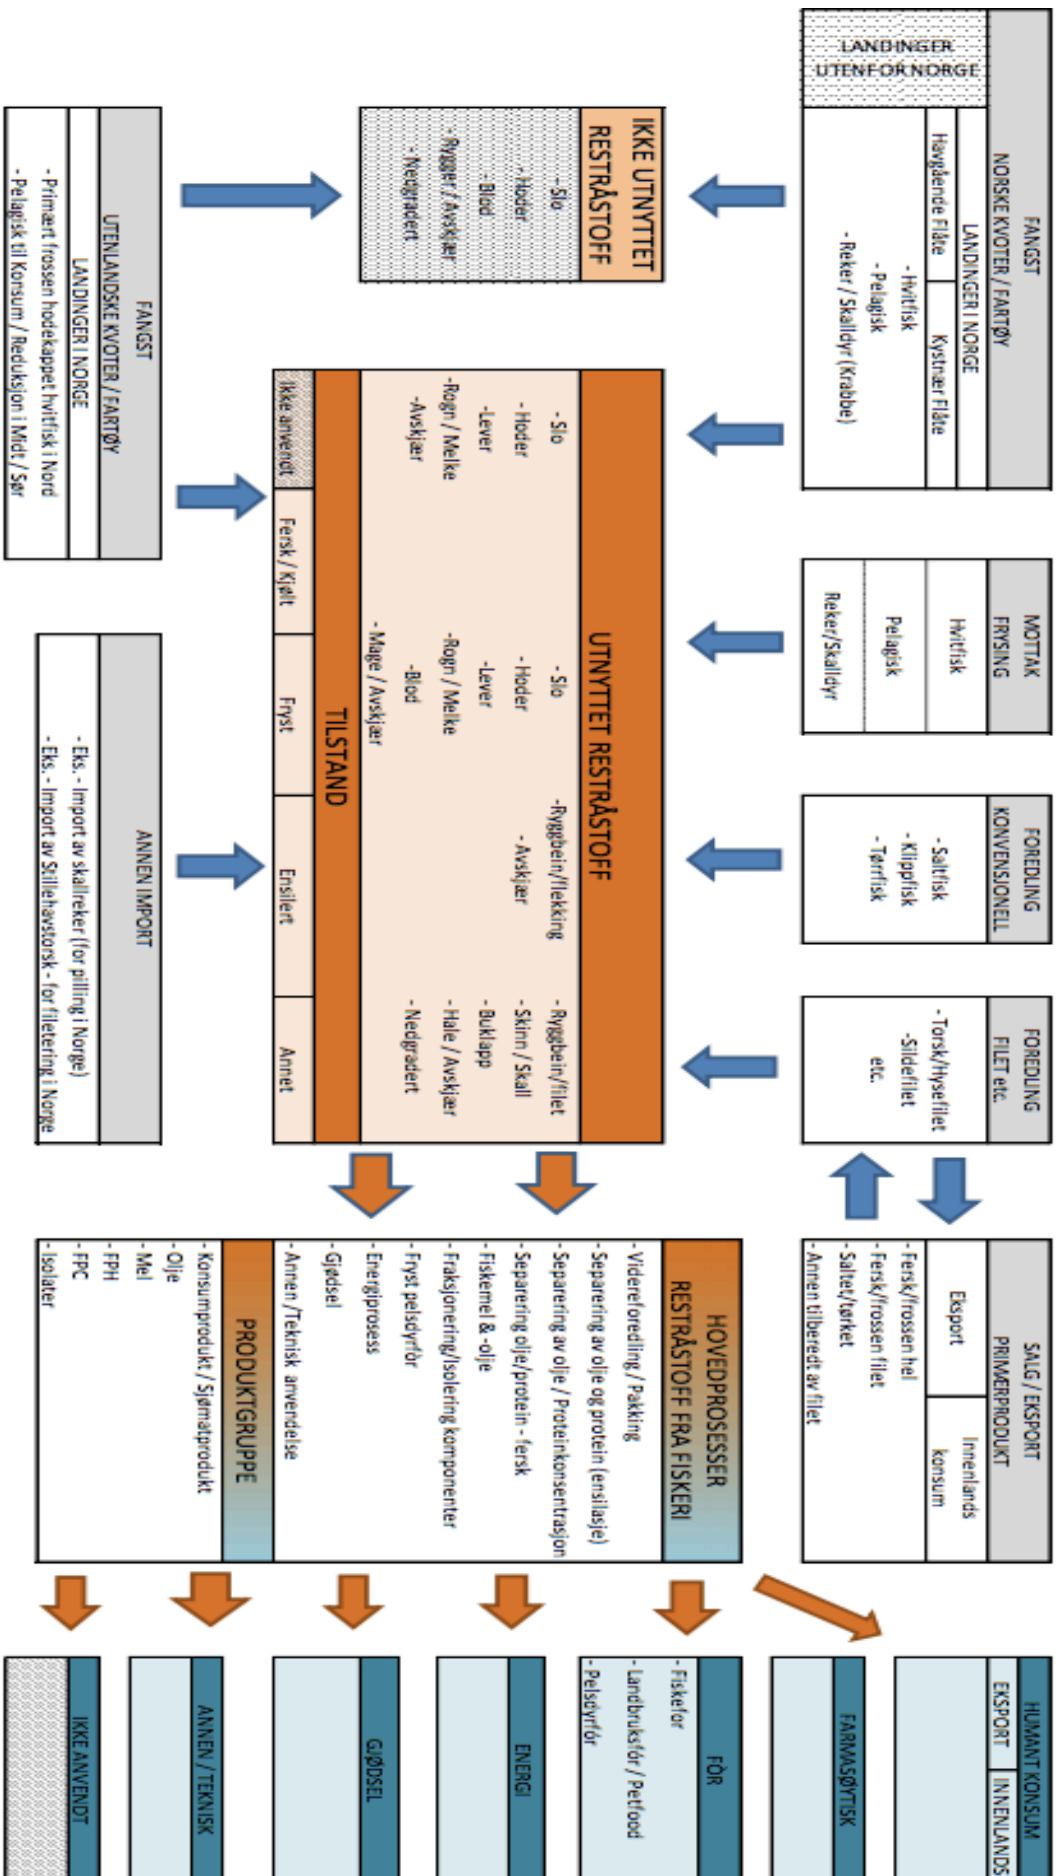 FANGST
NORSKE KVOTER / FARTØY
LANDINGER
UTENFOR NORGE
LANDINGER I NORGE
Havgående Flåte
Kystnær Flåte
- Hvitfisk
- Pelagisk
- Reker / Skalldyr (Krabbe)
MOTTAK
FRYSING
Hvitfisk
Pelagisk
Reker/Skalldyr
FOREDLING
KONVENSJONELL
- Saltfisk
- Klippfisk
- Tørrfisk
FOREDLING
FILET etc.
- Torsk/Hysefilet
-Sildefilet
etc.
SALG / EKSPORT
PRIMÆRPRODUKT
Eksport
Innenlands
konsum
- Fersk/frossen hel
- Fersk/frossen filet
- Saltet/tørket
- Annen tilberedt av filet
HUMANT KONSUM
EKSPORT
INNENLANDS
FARMASØYTISK
IKKE UTNYTTET
RESTRÅSTOFF
- Slo
- Hoder
- Blod
- Rygger / Avskjær
- Nedgradert
UTNYTTET RESTRÅSTOFF
- Slo
- Hoder
-Lever
-Rogn / Melke
-Avskjær
- Slo
- Hoder
-Lever
-Rogn / Melke
-Blod
- Mage / Avskjær
-Ryggbein/flekking
- Avskjær
- Ryggbein/filet
- Skinn / Skall
- Buklapp
- Hale / Avskjær
- Nedgradert
TILSTAND
Ikke anvendt
Fersk / Kjølt
Fryst
Ensilert
Annet
HOVEDPROSESSER
RESTRÅSTOFF FRA FISKERI
- Videreforedling / Pakking
- Separering av olje og protein (ensilasje)
- Separering av olje / Proteinkonsentrasjon
- Separering olje/protein - fersk
- Fiskemel & -olje
- Fraksjonering/Isolering komponenter
- Fryst pelsdyrfór
- Energiprosess
- Gjødsel
- Annen /Teknisk anvendelse
PRODUKTGRUPPE
- Konsumprodukt / Sjømatprodukt
- Olje
- Mel
- FPH
- FPC
- Isolater
FÒR
- Fiskefor
- Landbruksfór / Petfood
- Pelsdyrfór
ENERGI
GJØDSEL
ANNEN / TEKNISK
IKKE ANVENDT
FANGST
UTENLANDSKE KVOTER / FARTØY
LANDINGER I NORGE
- Primært frossen hodekappet hvitfisk i Nord
- Pelagisk til Konsum / Reduksjon i Midt / Sør
ANNEN IMPORT
- Eks. - Import av skallreker (for pilling i Norge)
- Eks. - Import av Stillehavstorsk - for filetering i Norge